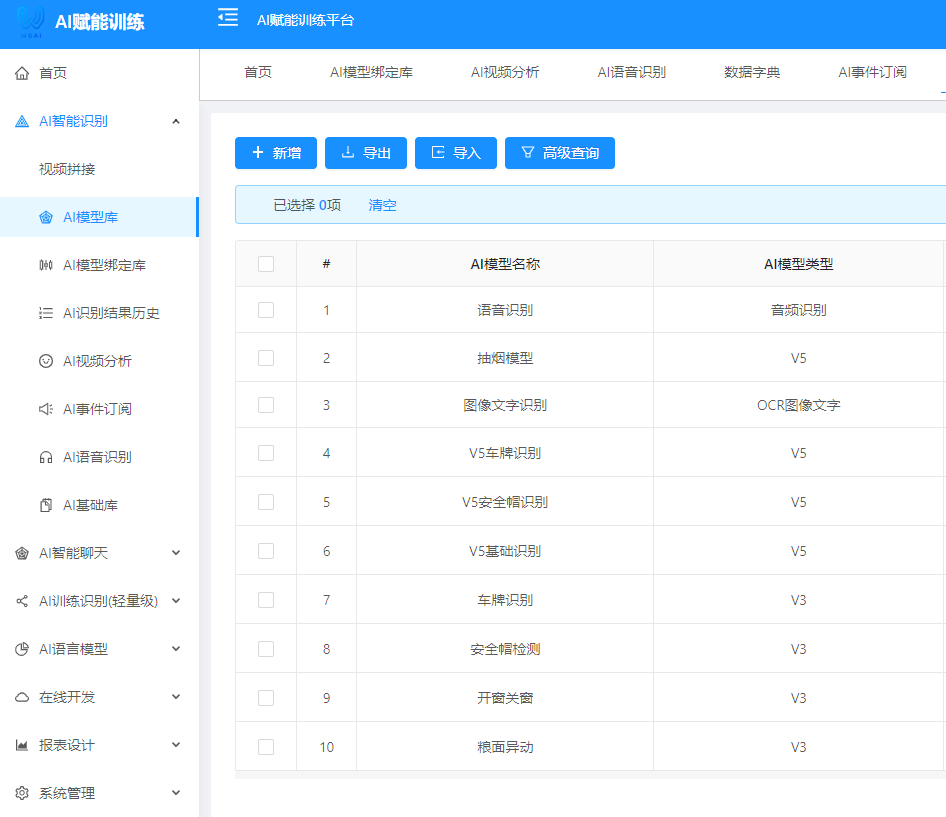 AI赋能训练
AI赋能训练平台
首页
AI智能识别
视频拼接
AI模型库
AI模型绑定库
AI识别结果历史
AI视频分析
AI事件订阅
AI语音识别
AI基础库
AI智能聊天
AI训练识别(轻量级)
AI语言模型
在线开发
报表设计
系统管理
首页 AI模型绑定库 AI视频分析 AI语音识别 数据字典 AI事件订阅
新增 导出 导入 高级查询
已选择 0项 清空
# AI模型名称 AI模型类型
1 语音识别 音频识别
2 抽烟模型 V5
3 图像文字识别 OCR图像文字
4 V5车牌识别 V5
5 V5安全帽识别 V5
6 V5基础识别 V5
7 车牌识别 V3
8 安全帽检测 V3
9 开窗关窗 V3
10 粮面异动 V3